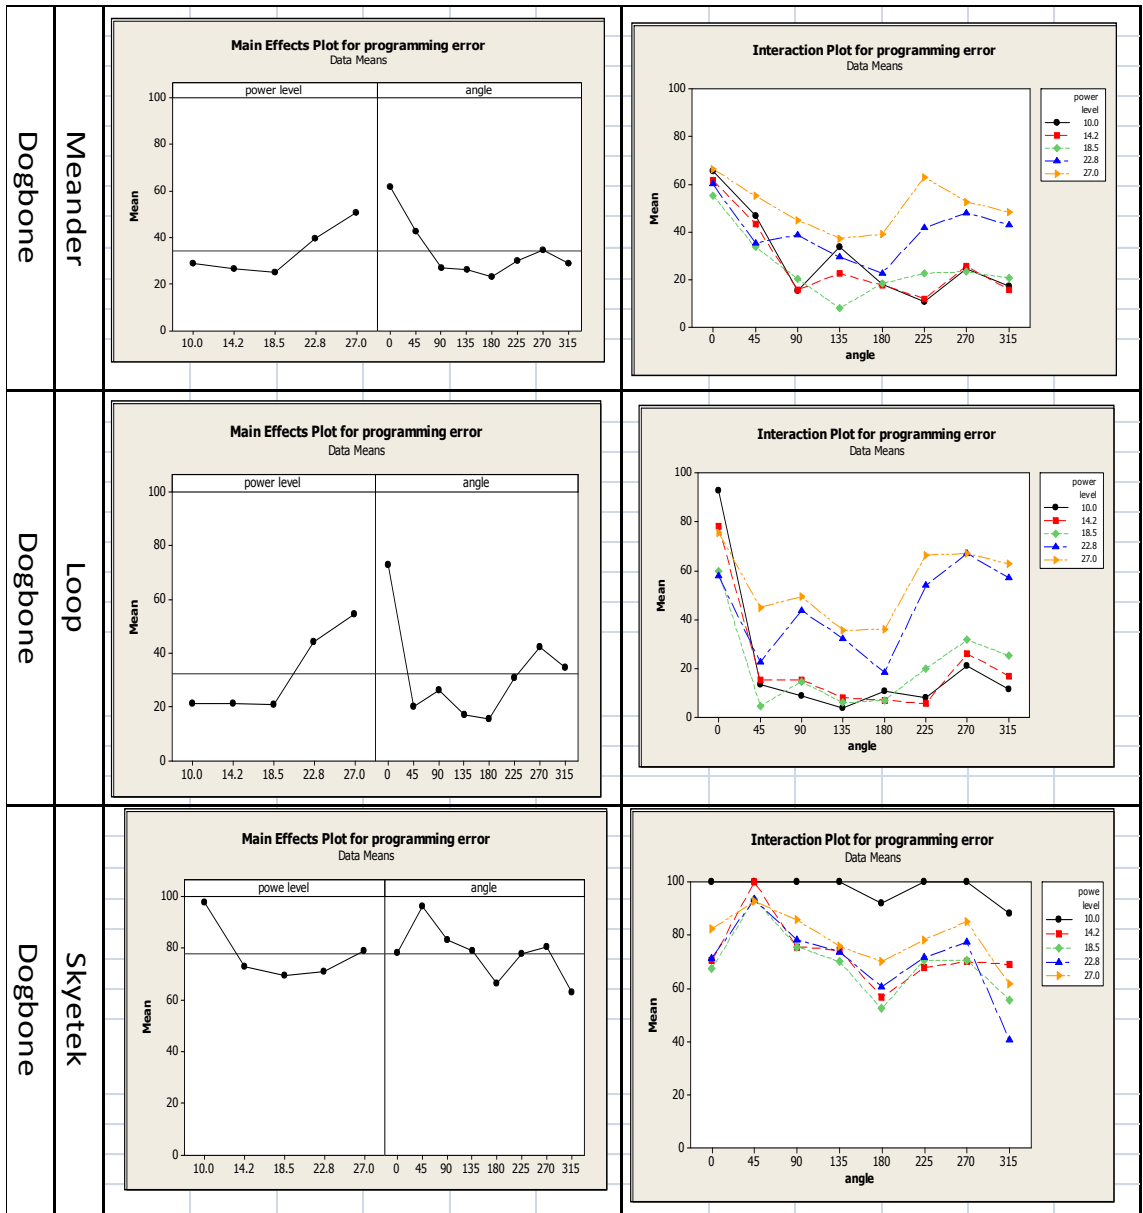 Dogbone
Meander
Main Effects Plot for programming error
Data Means
power level angle
100
80
60
40
20
0
Mean
10.0 14.2 18.5 22.8 27.0 0 45 90 135 180 225 270 315
Interaction Plot for programming error
Data Means
100
80
60
40
20
0
Mean
0 45 90 135 180 225 270 315
angle
power
level
10.0
14.2
18.5
22.8
27.0
Dogbone
Loop
Main Effects Plot for programming error
Data Means
power level angle
100
80
60
40
20
0
Mean
10.0 14.2 18.5 22.8 27.0 0 45 90 135 180 225 270 315
Interaction Plot for programming error
Data Means
100
80
60
40
20
0
Mean
0 45 90 135 180 225 270 315
angle
power
level
10.0
14.2
18.5
22.8
27.0
Dogbone
Skyetek
Main Effects Plot for programming error
Data Means
powe level angle
100
80
60
40
20
0
Mean
10.0 14.2 18.5 22.8 27.0 0 45 90 135 180 225 270 315
Interaction Plot for programming error
Data Means
100
80
60
40
20
0
Mean
0 45 90 135 180 225 270 315
angle
powe
level
10.0
14.2
18.5
22.8
27.0